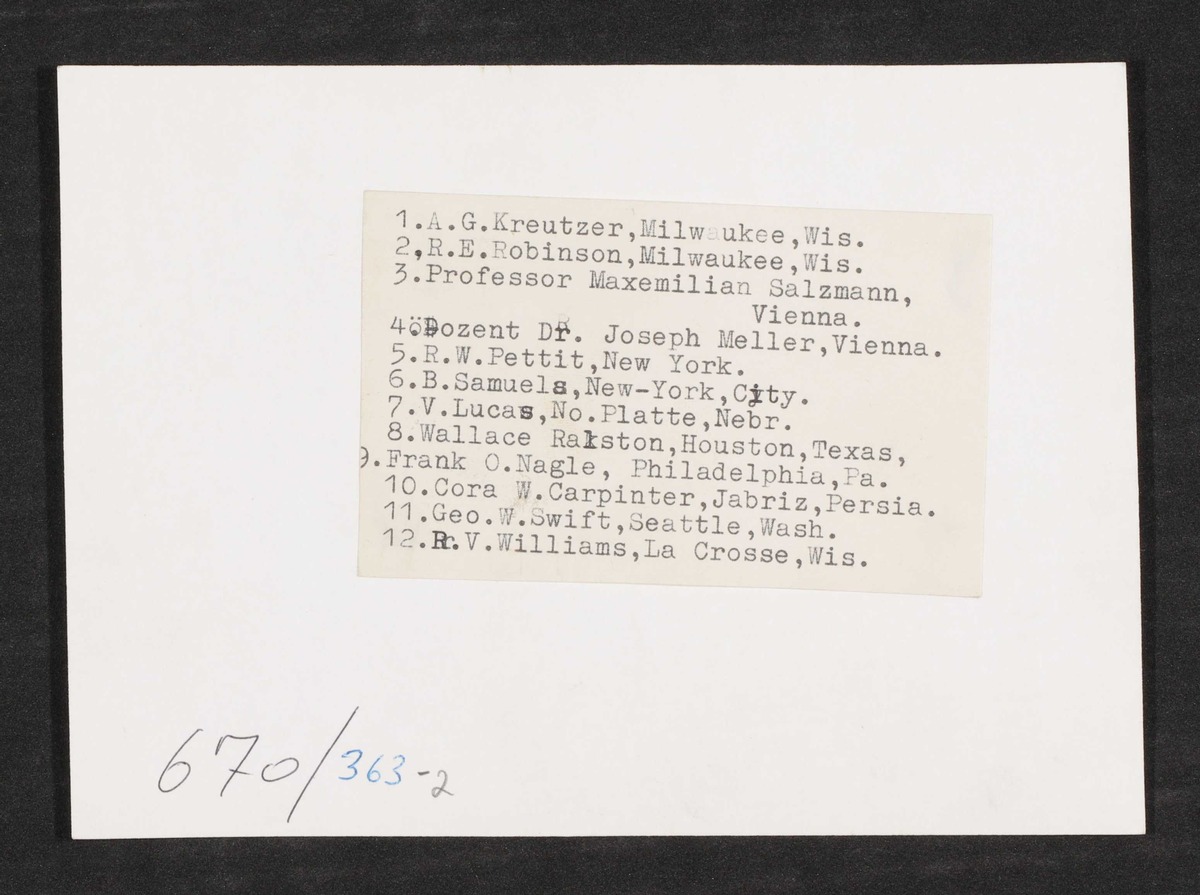 1.A.G.Kreutzer,Milwaukee,Wis.
2,R.E.Robinson,Milwaukee,Wis.
3.Professor Maxemilian Salzmann,
Vienna.
4öDozent Dr. Joseph Meller,Vienna.
5.R.W.Pettit,New York.
6.B.Samuels,New-York,City.
7.V.Lucas,No.Platte,Nebr.
8.Wallace Ralston,Houston,Texas,
9.Frank O.Nagle, Philadelphia,Pa.
10.Cora W.Carpinter,Jabriz,Persia.
11.Geo.W.Swift,Seattle,Wash.
12.R.V.Williams,La Crosse,Wis.
670/363-2